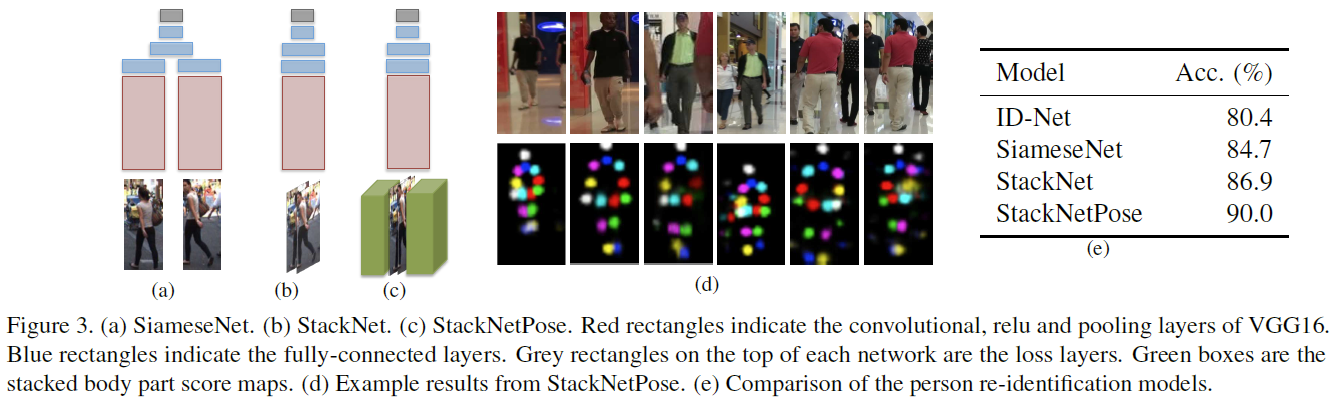 Model Acc. (%)
ID-Net 80.4
SiameseNet 84.7
StackNet 86.9
StackNetPose 90.0
(a) (b) (c) (d) (e)
Figure 3. (a) SiameseNet. (b) StackNet. (c) StackNetPose. Red rectangles indicate the convolutional, relu and pooling layers of VGG16.
Blue rectangles indicate the fully-connected layers. Grey rectangles on the top of each network are the loss layers. Green boxes are the
stacked body part score maps. (d) Example results from StackNetPose. (e) Comparison of the person re-identification models.